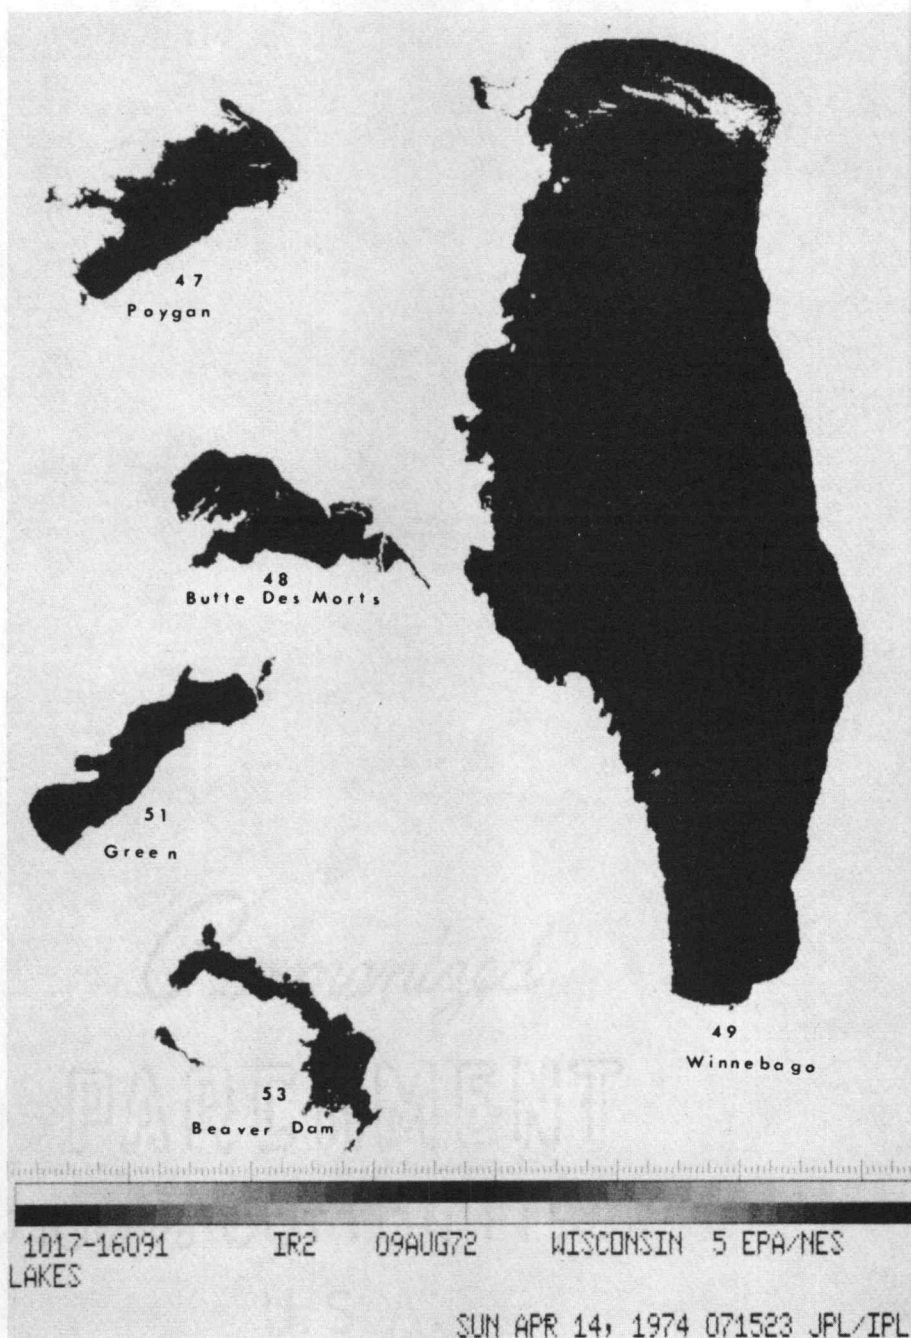 47
Poygan
48
Butte Des Morts
51
Green
49
Winnebago
53
Beaver Dam
1017-16091 IR2 09AUG72 WISCONSIN 5 EPA/NES
LAKES
SUN APR 14, 1974 071523 JPL/IPL